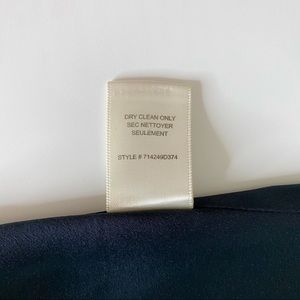 DRY CLEAN ONLY
SEC NETTOYER
SEULEMENT
STYLE # 714249D374